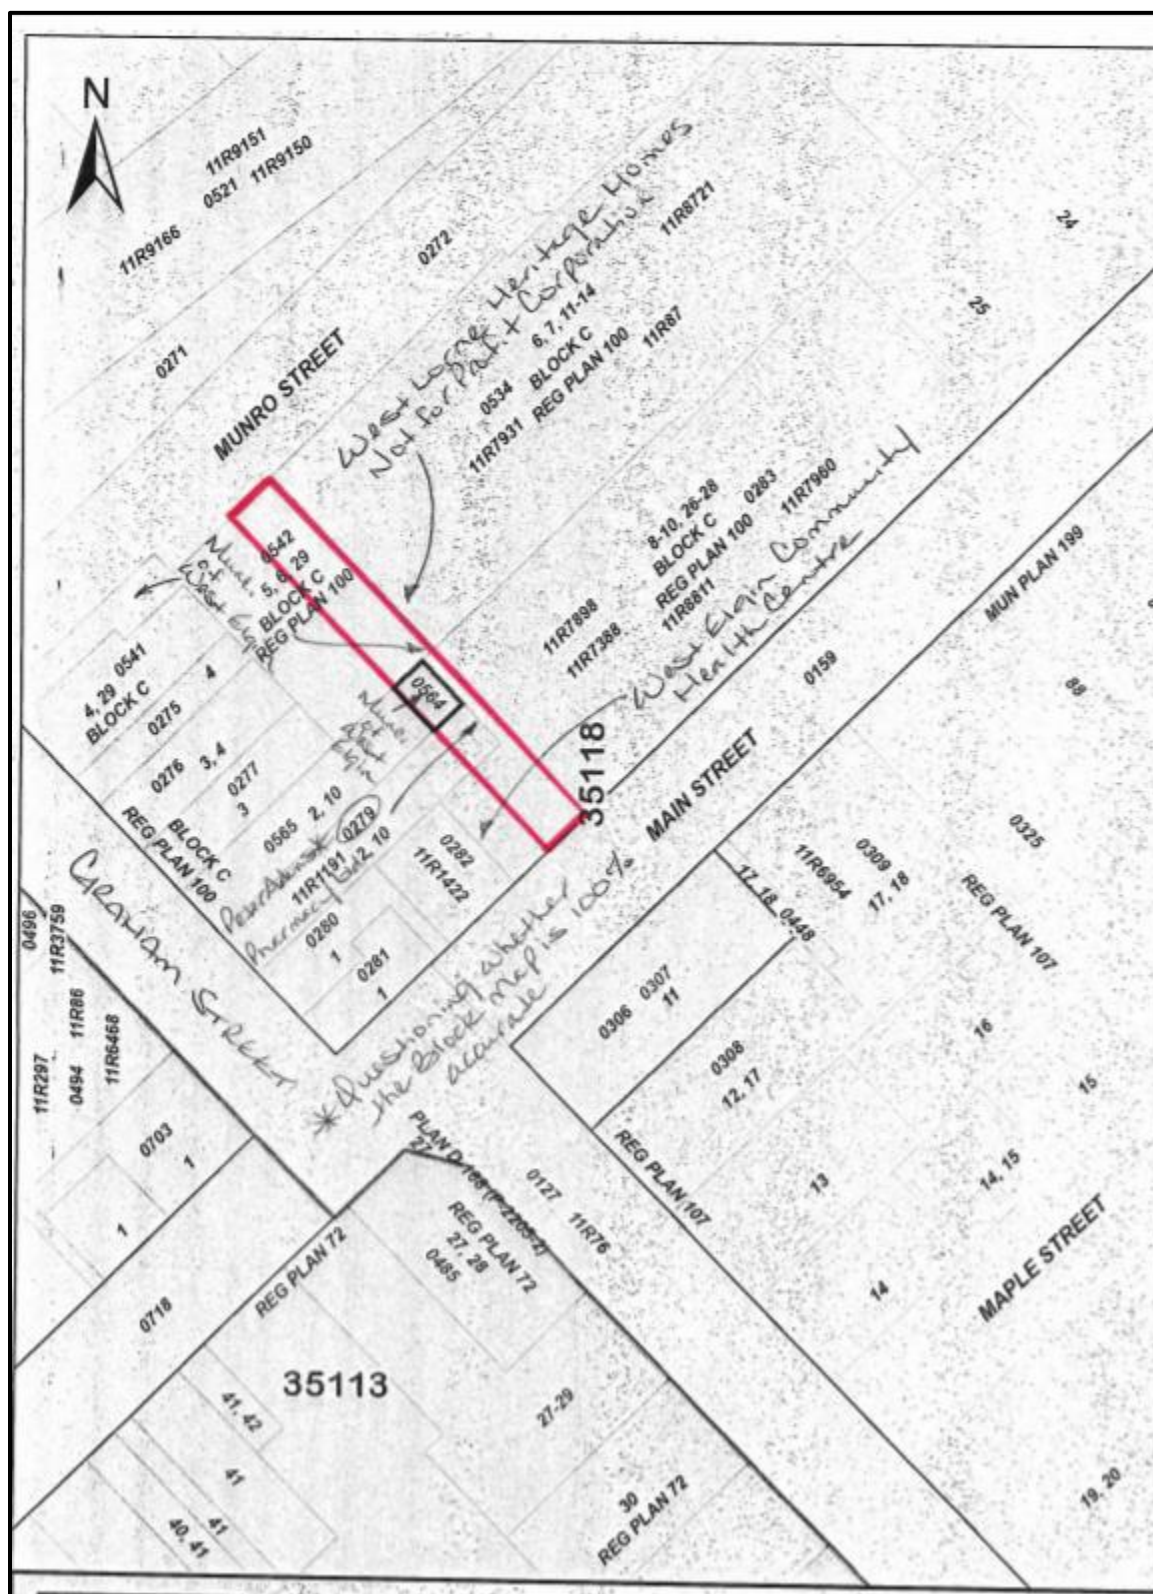 N
11R9151
0521 11R9150
11R9166
0272
0271
MUNRO STREET
West Lorne Heritage Homes
Not for Profit Corporation
11R8721
6, 7, 11-14
0534 BLOCK C
11R7931 REG PLAN 100 11R87
24
25
0542
5, 6, 29
BLOCK C
REG PLAN 100
Munc.
of
West Elgin
8-10, 26-28
BLOCK C 0283
REG PLAN 100 11R7960
11R7898
11R7388 11R8811
West Elgin Community
Health Centre
MUN PLAN 199
0159
88
4, 29 0541
BLOCK C
0275 4
0276 3, 4
0277
3
0564
Munc.
of
West
Elgin
35118
MAIN STREET
BLOCK C
REG PLAN 100
0565 2, 10
11R1191 0279
2, 10
Pharmacy Ltd
0280
1
0281
1
0282
11R1422
GRAHAM STREET
*Questioning whether
the Block map is 100%
accurate
17, 18 0448
11R6954
0309
17, 18
0325
REG PLAN 107
0306 0307
11
0308
12, 17
REG PLAN 107
16
15
14, 15
13
14
MAPLE STREET
19, 20
0496
11R3759
11R86
11R297
0494
11R6468
0703
1
1
0718
REG PLAN 72
27
PLAN D-188 (P-2205-2)
0127 11R76
REG PLAN 72
27, 28
0485
35113
41, 42
41
41
40, 41
27-29
30
REG PLAN 72